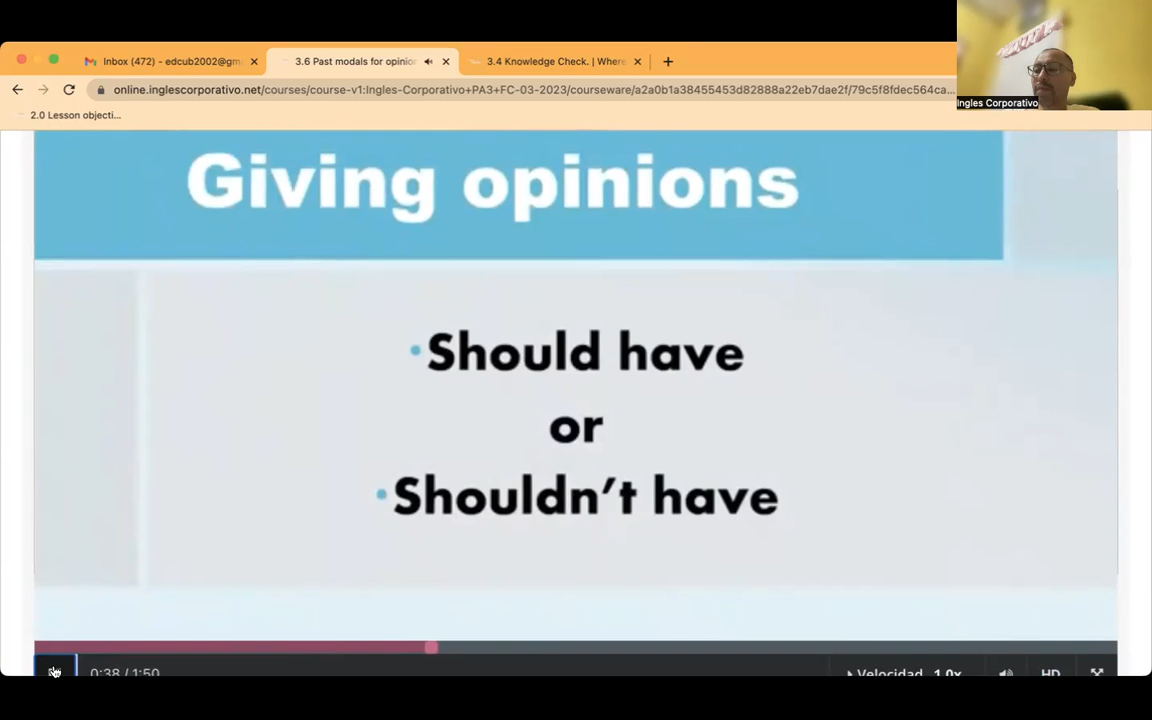 Inbox (472) - edcub2002@gm
3.6 Past modals for opinion
3.4 Knowledge Check. | Where
online.inglescorporativo.net/courses/course-v1:Ingles-Corporativo+PA3+FC-03-2023/courseware/a2a0b1a38455453d82888a22eb7dae2f/79c5f8fdec564ca...
Ingles Corporativo
2.0 Lesson objecti...
Giving opinions
•Should have
or
•Shouldn't have
0:38 / 1:50
Velocidad 1.0x
HD